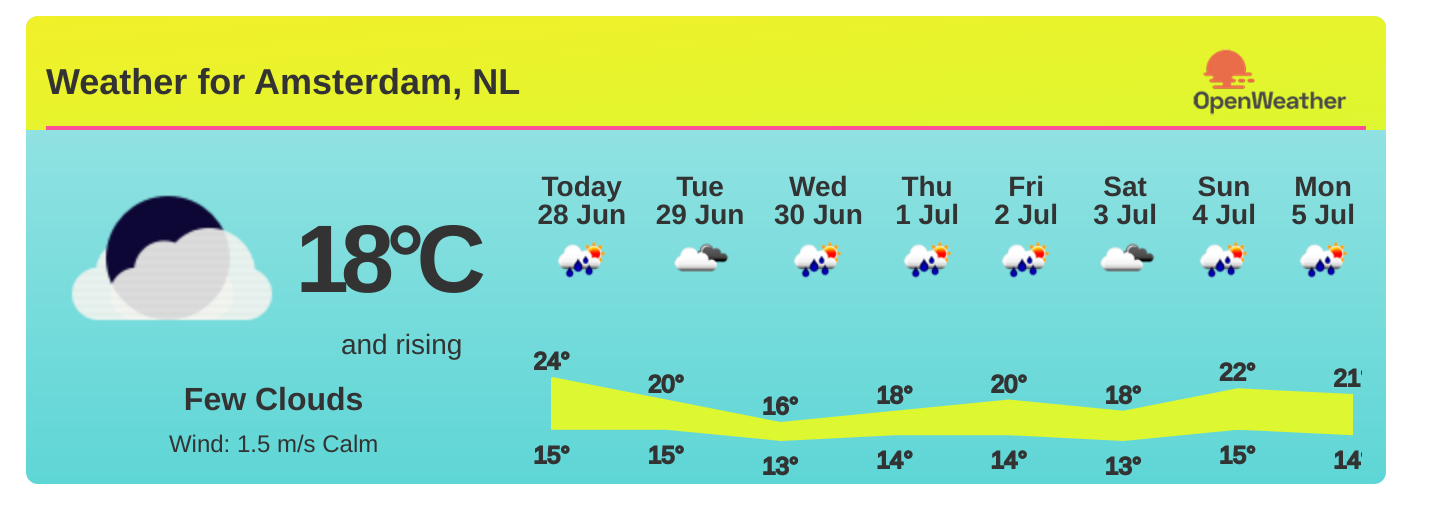 Weather for Amsterdam, NL
OpenWeather
18°C
and rising
Few Clouds
Wind: 1.5 m/s Calm
Today Tue Wed Thu Fri Sat Sun Mon
28 Jun 29 Jun 30 Jun 1 Jul 2 Jul 3 Jul 4 Jul 5 Jul
24° 20° 16° 18° 20° 18° 22° 21°
15° 15° 13° 14° 14° 13° 15° 14